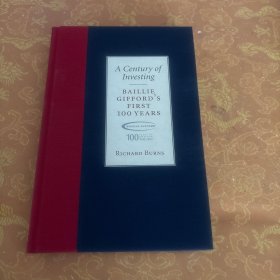 A Century of
Investing
BAILLIE
GIFFORD'S
FIRST
100 YEARS
100
RICHARD BURNS